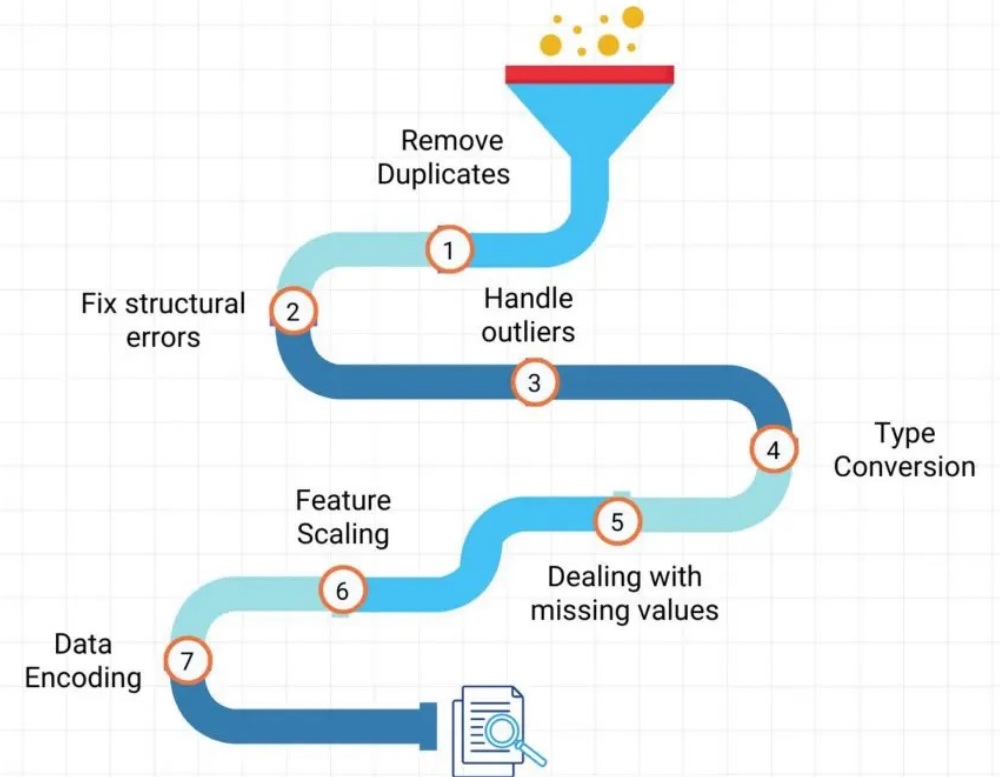 Remove
Duplicates
1
Fix structural
errors
2
Handle
outliers
3
4
Type
Conversion
5
Dealing with
missing values
Feature
Scaling
6
Data
Encoding
7